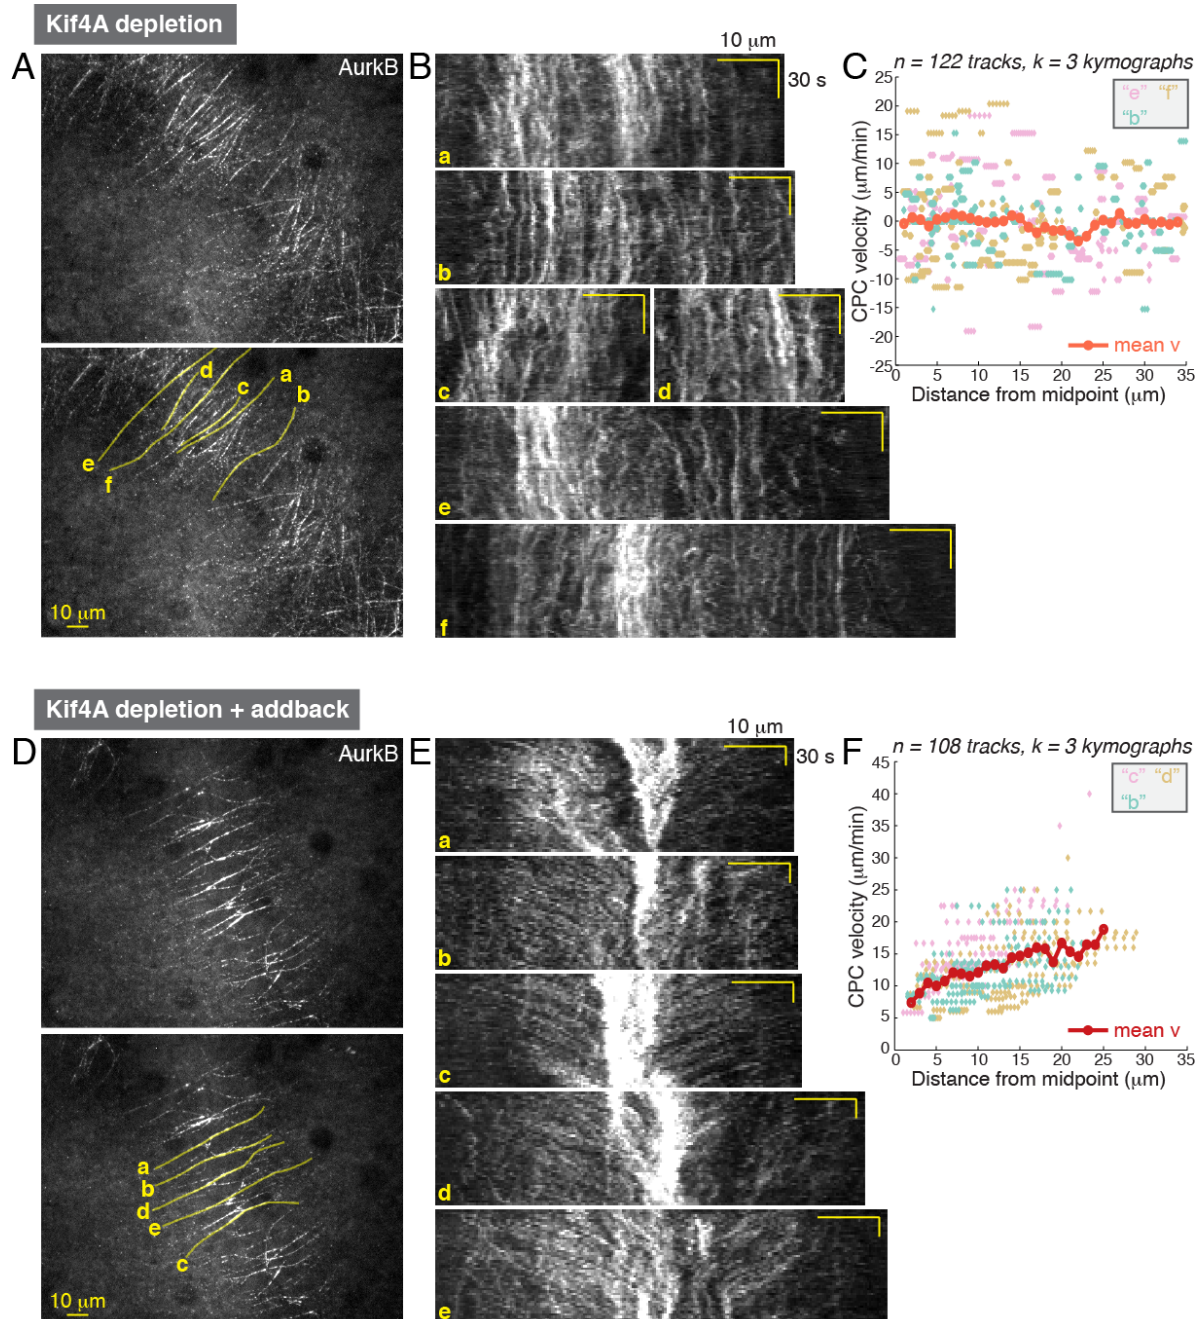 Kif4A depletion
A
AurkB
d
a
c
b
e
f
10 μm
B
10 μm
30 s
a
b
c
d
e
f
C
n = 122 tracks, k = 3 kymographs
"e" "f"
"b"
CPC velocity (μm/min)
25
20
15
10
5
0
-5
-10
-15
-20
-25
mean v
0 5 10 15 20 25 30 35
Distance from midpoint (μm)
Kif4A depletion + addback
D
AurkB
a
b
d
e
c
10 μm
E
10 μm
30 s
a
b
c
d
e
F
n = 108 tracks, k = 3 kymographs
"c" "d"
"b"
CPC velocity (μm/min)
45
40
35
30
25
20
15
10
5
0
mean v
0 5 10 15 20 25 30 35
Distance from midpoint (μm)